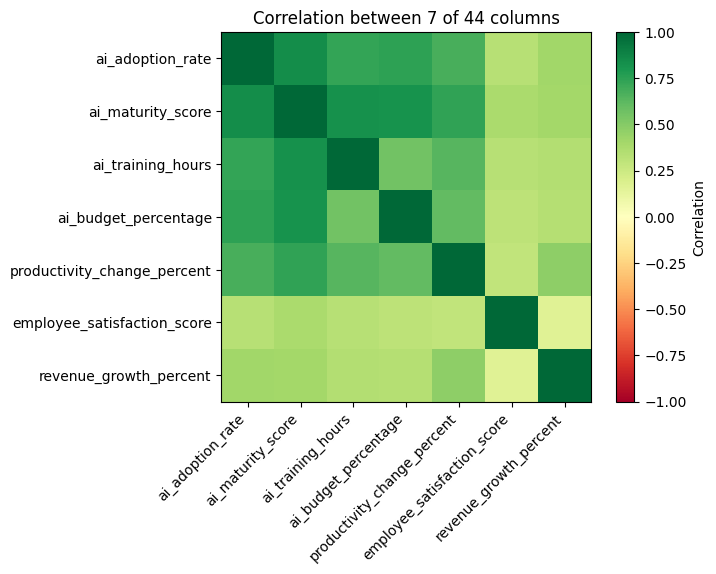 Correlation between 7 of 44 columns
ai_adoption_rate
ai_maturity_score
ai_training_hours
ai_budget_percentage
productivity_change_percent
employee_satisfaction_score
revenue_growth_percent
ai_adoption_rate
ai_maturity_score
ai_training_hours
ai_budget_percentage
productivity_change_percent
employee_satisfaction_score
revenue_growth_percent
1.00
0.75
0.50
0.25
0.00
−0.25
−0.50
−0.75
−1.00
Correlation